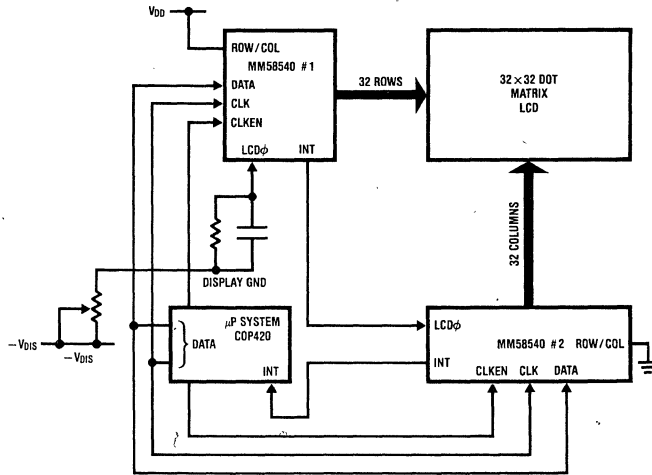 VDD
ROW/COL
MM58540 #1
DATA
CLK
CLKEN
LCDφ
INT
32 ROWS
32×32 DOT
MATRIX
LCD
32 COLUMNS
DISPLAY GND
−VDIS
−VDIS
μP SYSTEM
COP420
DATA
INT
LCDφ
INT
MM58540 #2
ROW/COL
CLKEN
CLK
DATA